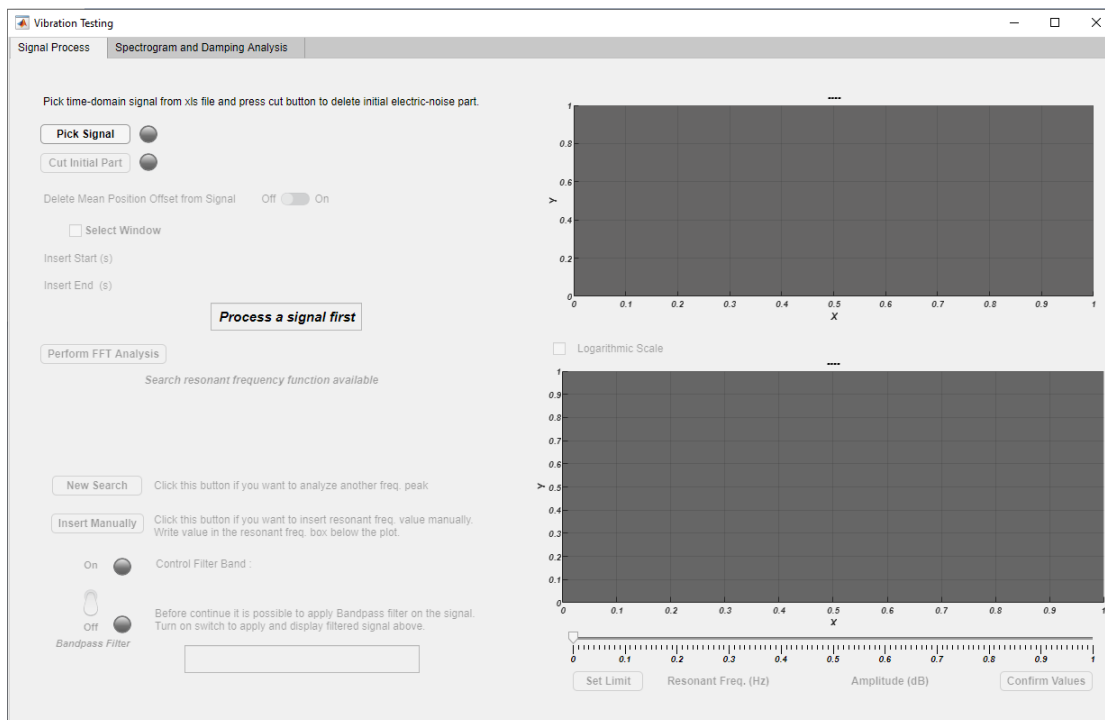 Vibration Testing
Signal Process
Spectrogram and Damping Analysis
Pick time-domain signal from xls file and press cut button to delete initial electric-noise part.
Pick Signal
Cut Initial Part
Delete Mean Position Offset from Signal Off On
Select Window
Insert Start (s)
Insert End (s)
Process a signal first
Perform FFT Analysis
Search resonant frequency function available
New Search Click this button if you want to analyze another freq. peak
Insert Manually Click this button if you want to insert resonant freq. value manually.
Write value in the resonant freq. box below the plot.
On Control Filter Band :
Before continue it is possible to apply Bandpass filter on the signal.
Off Turn on switch to apply and display filtered signal above.
Bandpass Filter
----
1
0.8
0.6
Y
0.4
0.2
0
0 0.1 0.2 0.3 0.4 0.5 0.6 0.7 0.8 0.9 1
X
Logarithmic Scale
----
1
0.9
0.8
0.7
0.6
Y 0.5
0.4
0.3
0.2
0.1
0
0 0.1 0.2 0.3 0.4 0.5 0.6 0.7 0.8 0.9 1
X
0 0.1 0.2 0.3 0.4 0.5 0.6 0.7 0.8 0.9 1
Set Limit Resonant Freq. (Hz) Amplitude (dB) Confirm Values